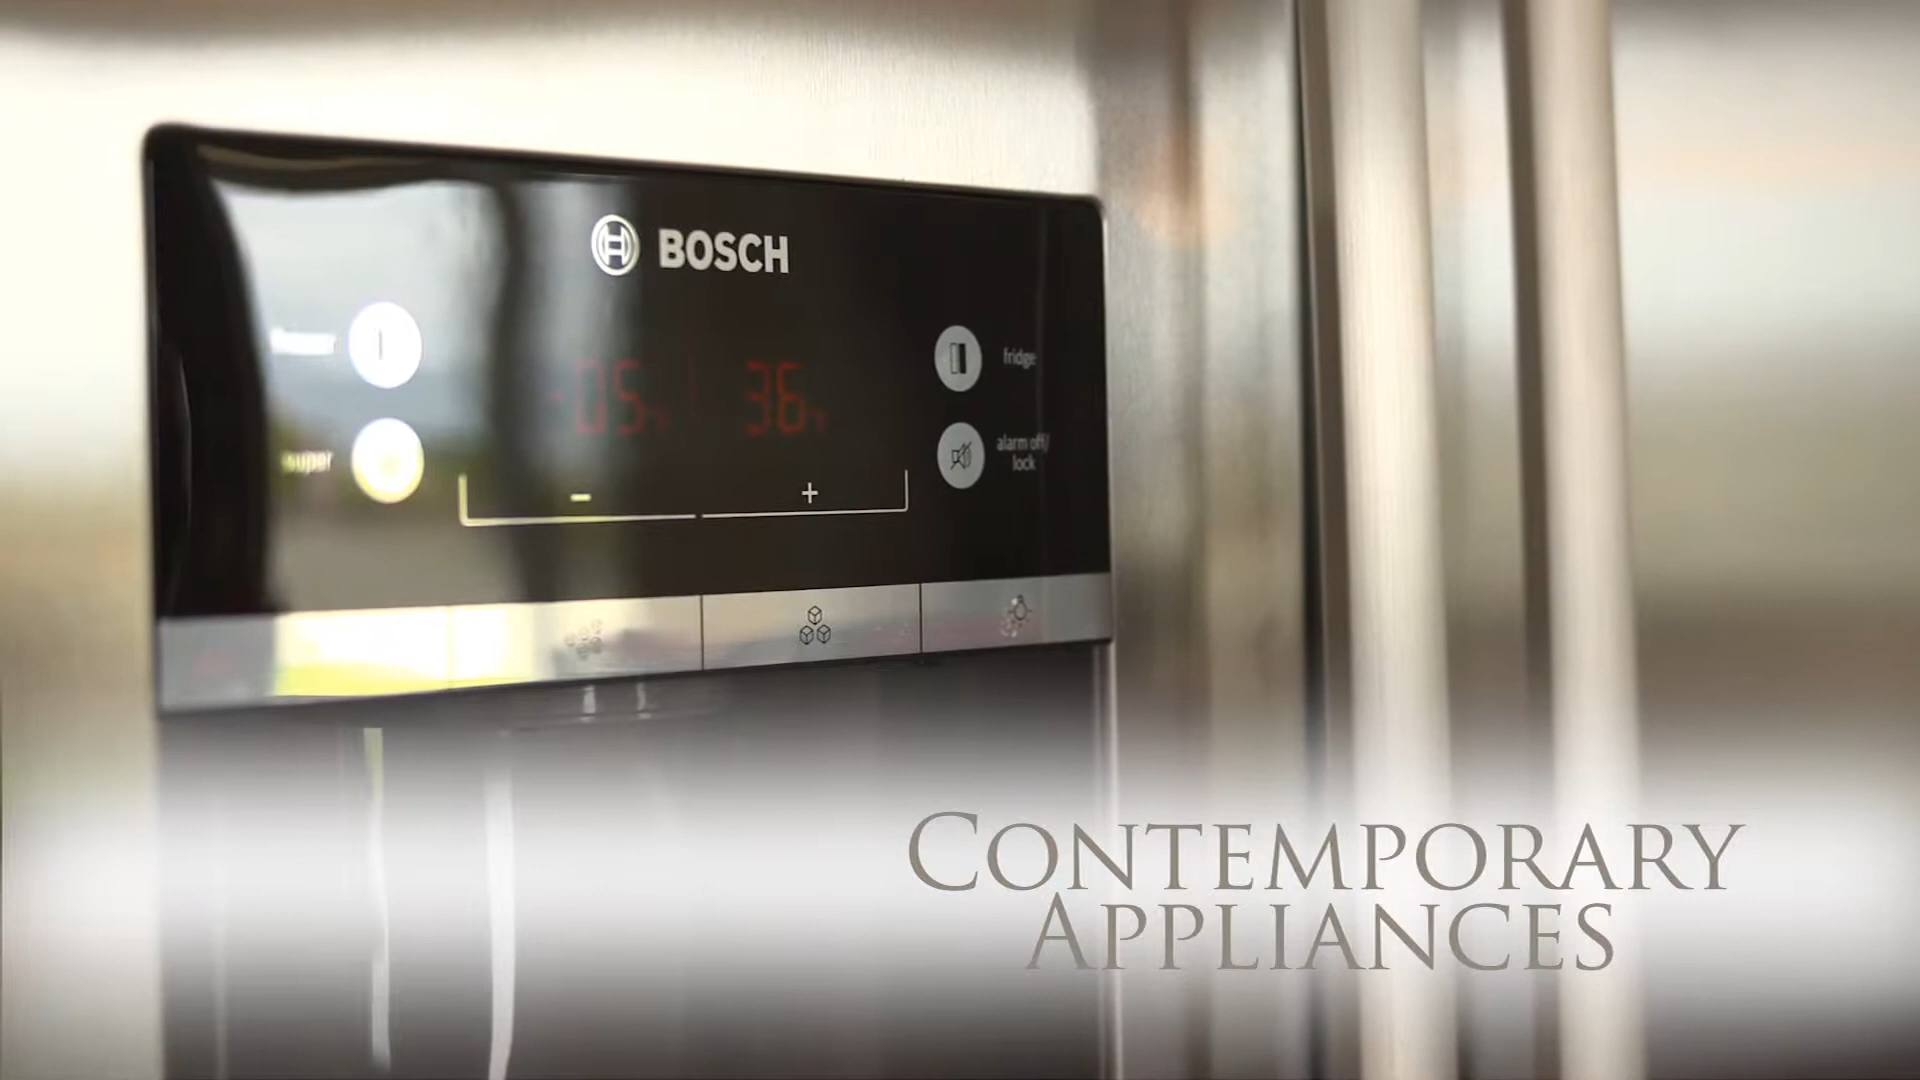 BOSCH
-05 36
fridge
super
alarm off/
lock
- +
CONTEMPORARY
APPLIANCES